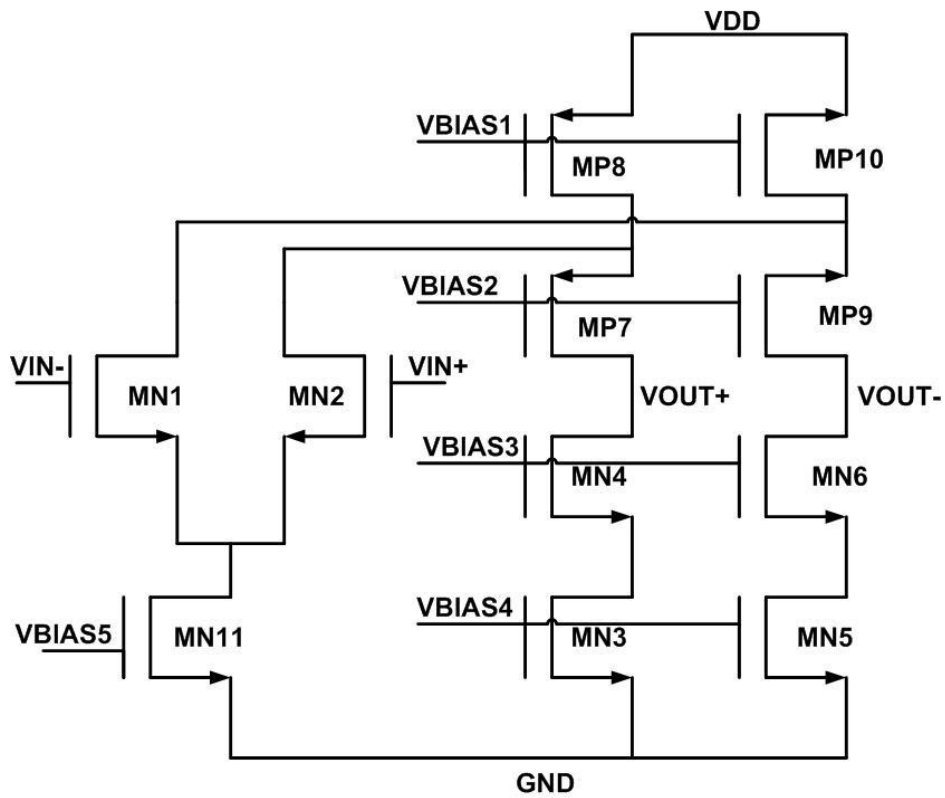 VDD
VBIAS1
MP8
MP10
VBIAS2
MP7
MP9
VIN-
MN1
MN2
VIN+
VOUT+
VOUT-
VBIAS3
MN4
MN6
VBIAS4
VBIAS5
MN11
MN3
MN5
GND